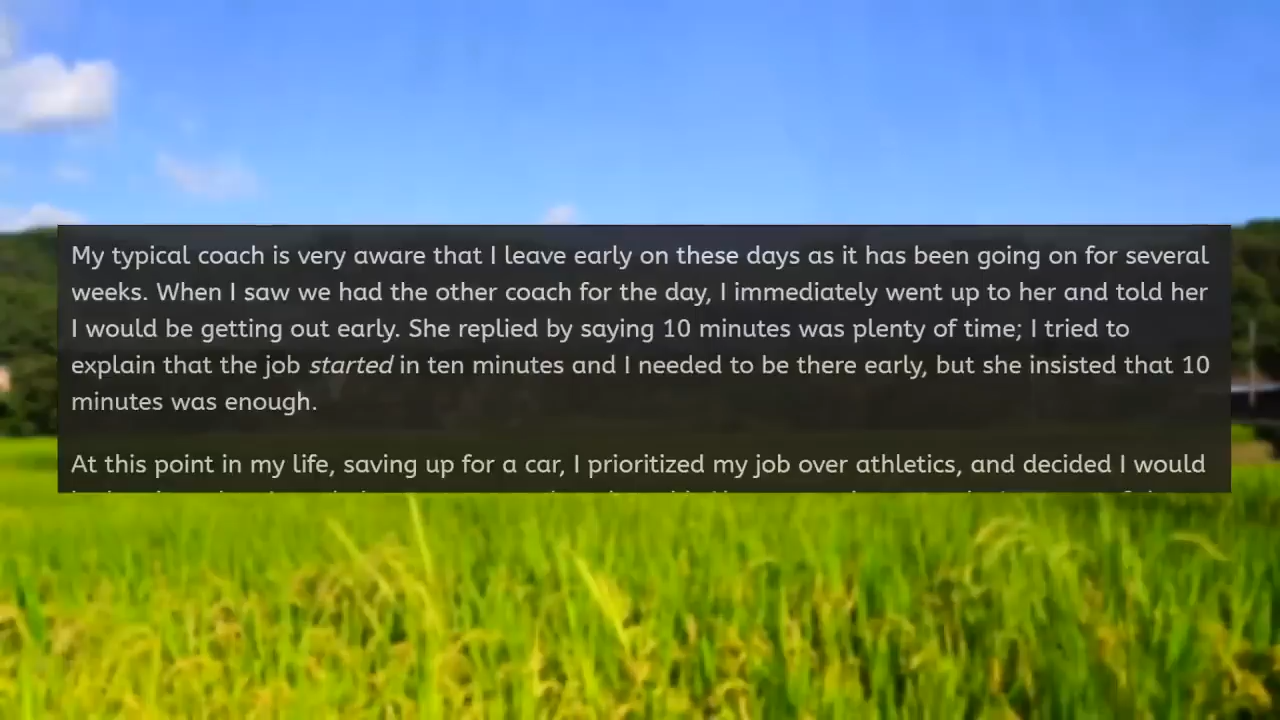 My typical coach is very aware that I leave early on these days as it has been going on for several
weeks. When I saw we had the other coach for the day, I immediately went up to her and told her
I would be getting out early. She replied by saying 10 minutes was plenty of time; I tried to
explain that the job started in ten minutes and I needed to be there early, but she insisted that 10
minutes was enough.
At this point in my life, saving up for a car, I prioritized my job over athletics, and decided I would